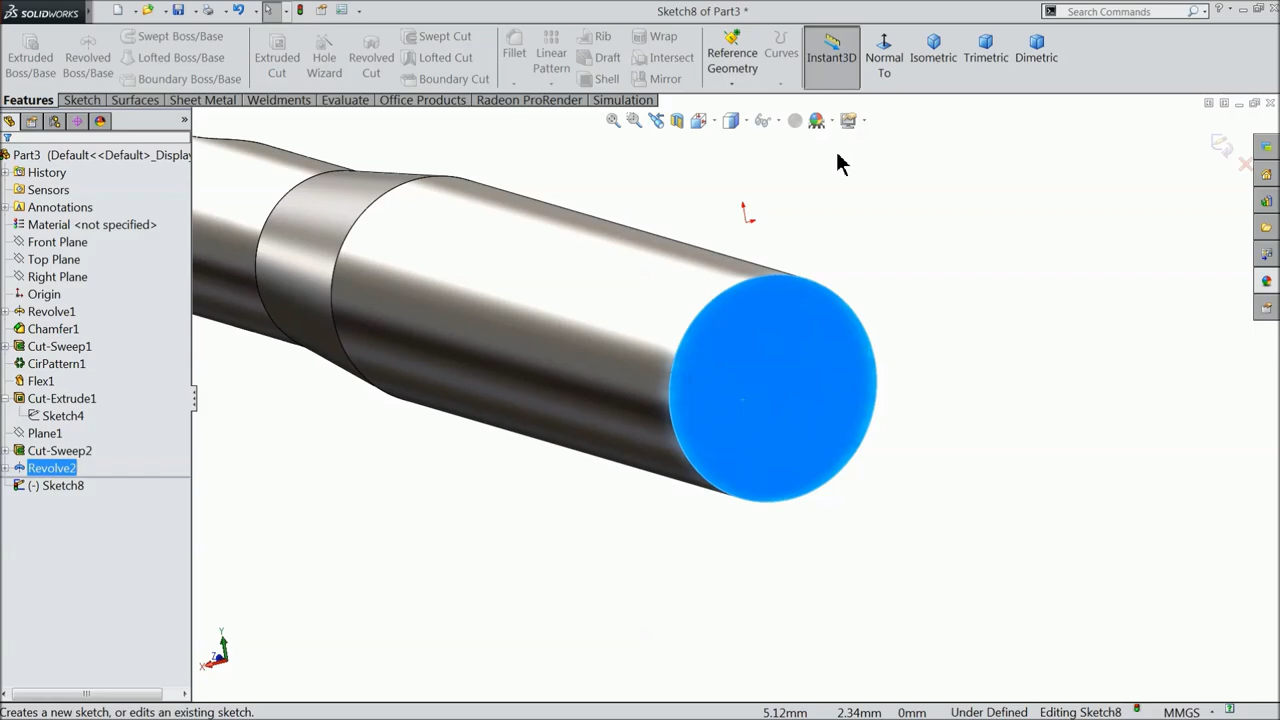 SOLIDWORKS
Sketch8 of Part3 *
Search Commands
Extruded Boss/Base
Revolved Boss/Base
Swept Boss/Base
Lofted Boss/Base
Boundary Boss/Base
Extruded Cut
Hole Wizard
Revolved Cut
Swept Cut
Lofted Cut
Boundary Cut
Fillet
Linear Pattern
Rib
Draft
Shell
Wrap
Intersect
Mirror
Reference Geometry
Curves
Instant3D
Normal To
Isometric
Trimetric
Dimetric
Features
Sketch
Surfaces
Sheet Metal
Weldments
Evaluate
Office Products
Radeon ProRender
Simulation
Part3 (Default<<Default>_Display
History
Sensors
Annotations
Material <not specified>
Front Plane
Top Plane
Right Plane
Origin
Revolve1
Chamfer1
Cut-Sweep1
CirPattern1
Flex1
Cut-Extrude1
Sketch4
Plane1
Cut-Sweep2
Revolve2
(-) Sketch8
Y
Z
X
Creates a new sketch, or edits an existing sketch.
5.12mm
2.34mm
0mm
Under Defined
Editing Sketch8
MMGS